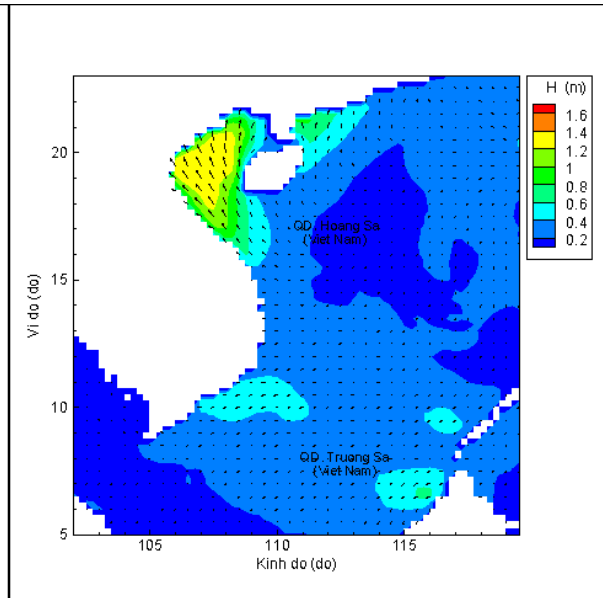 H (m)
1.6
1.4
1.2
1
0.8
0.6
0.4
0.2
20
15
10
5
Vi do (do)
QD. Hoang Sa
(Viet Nam)
QD. Truong Sa
(Viet Nam)
105
110
115
Kinh do (do)